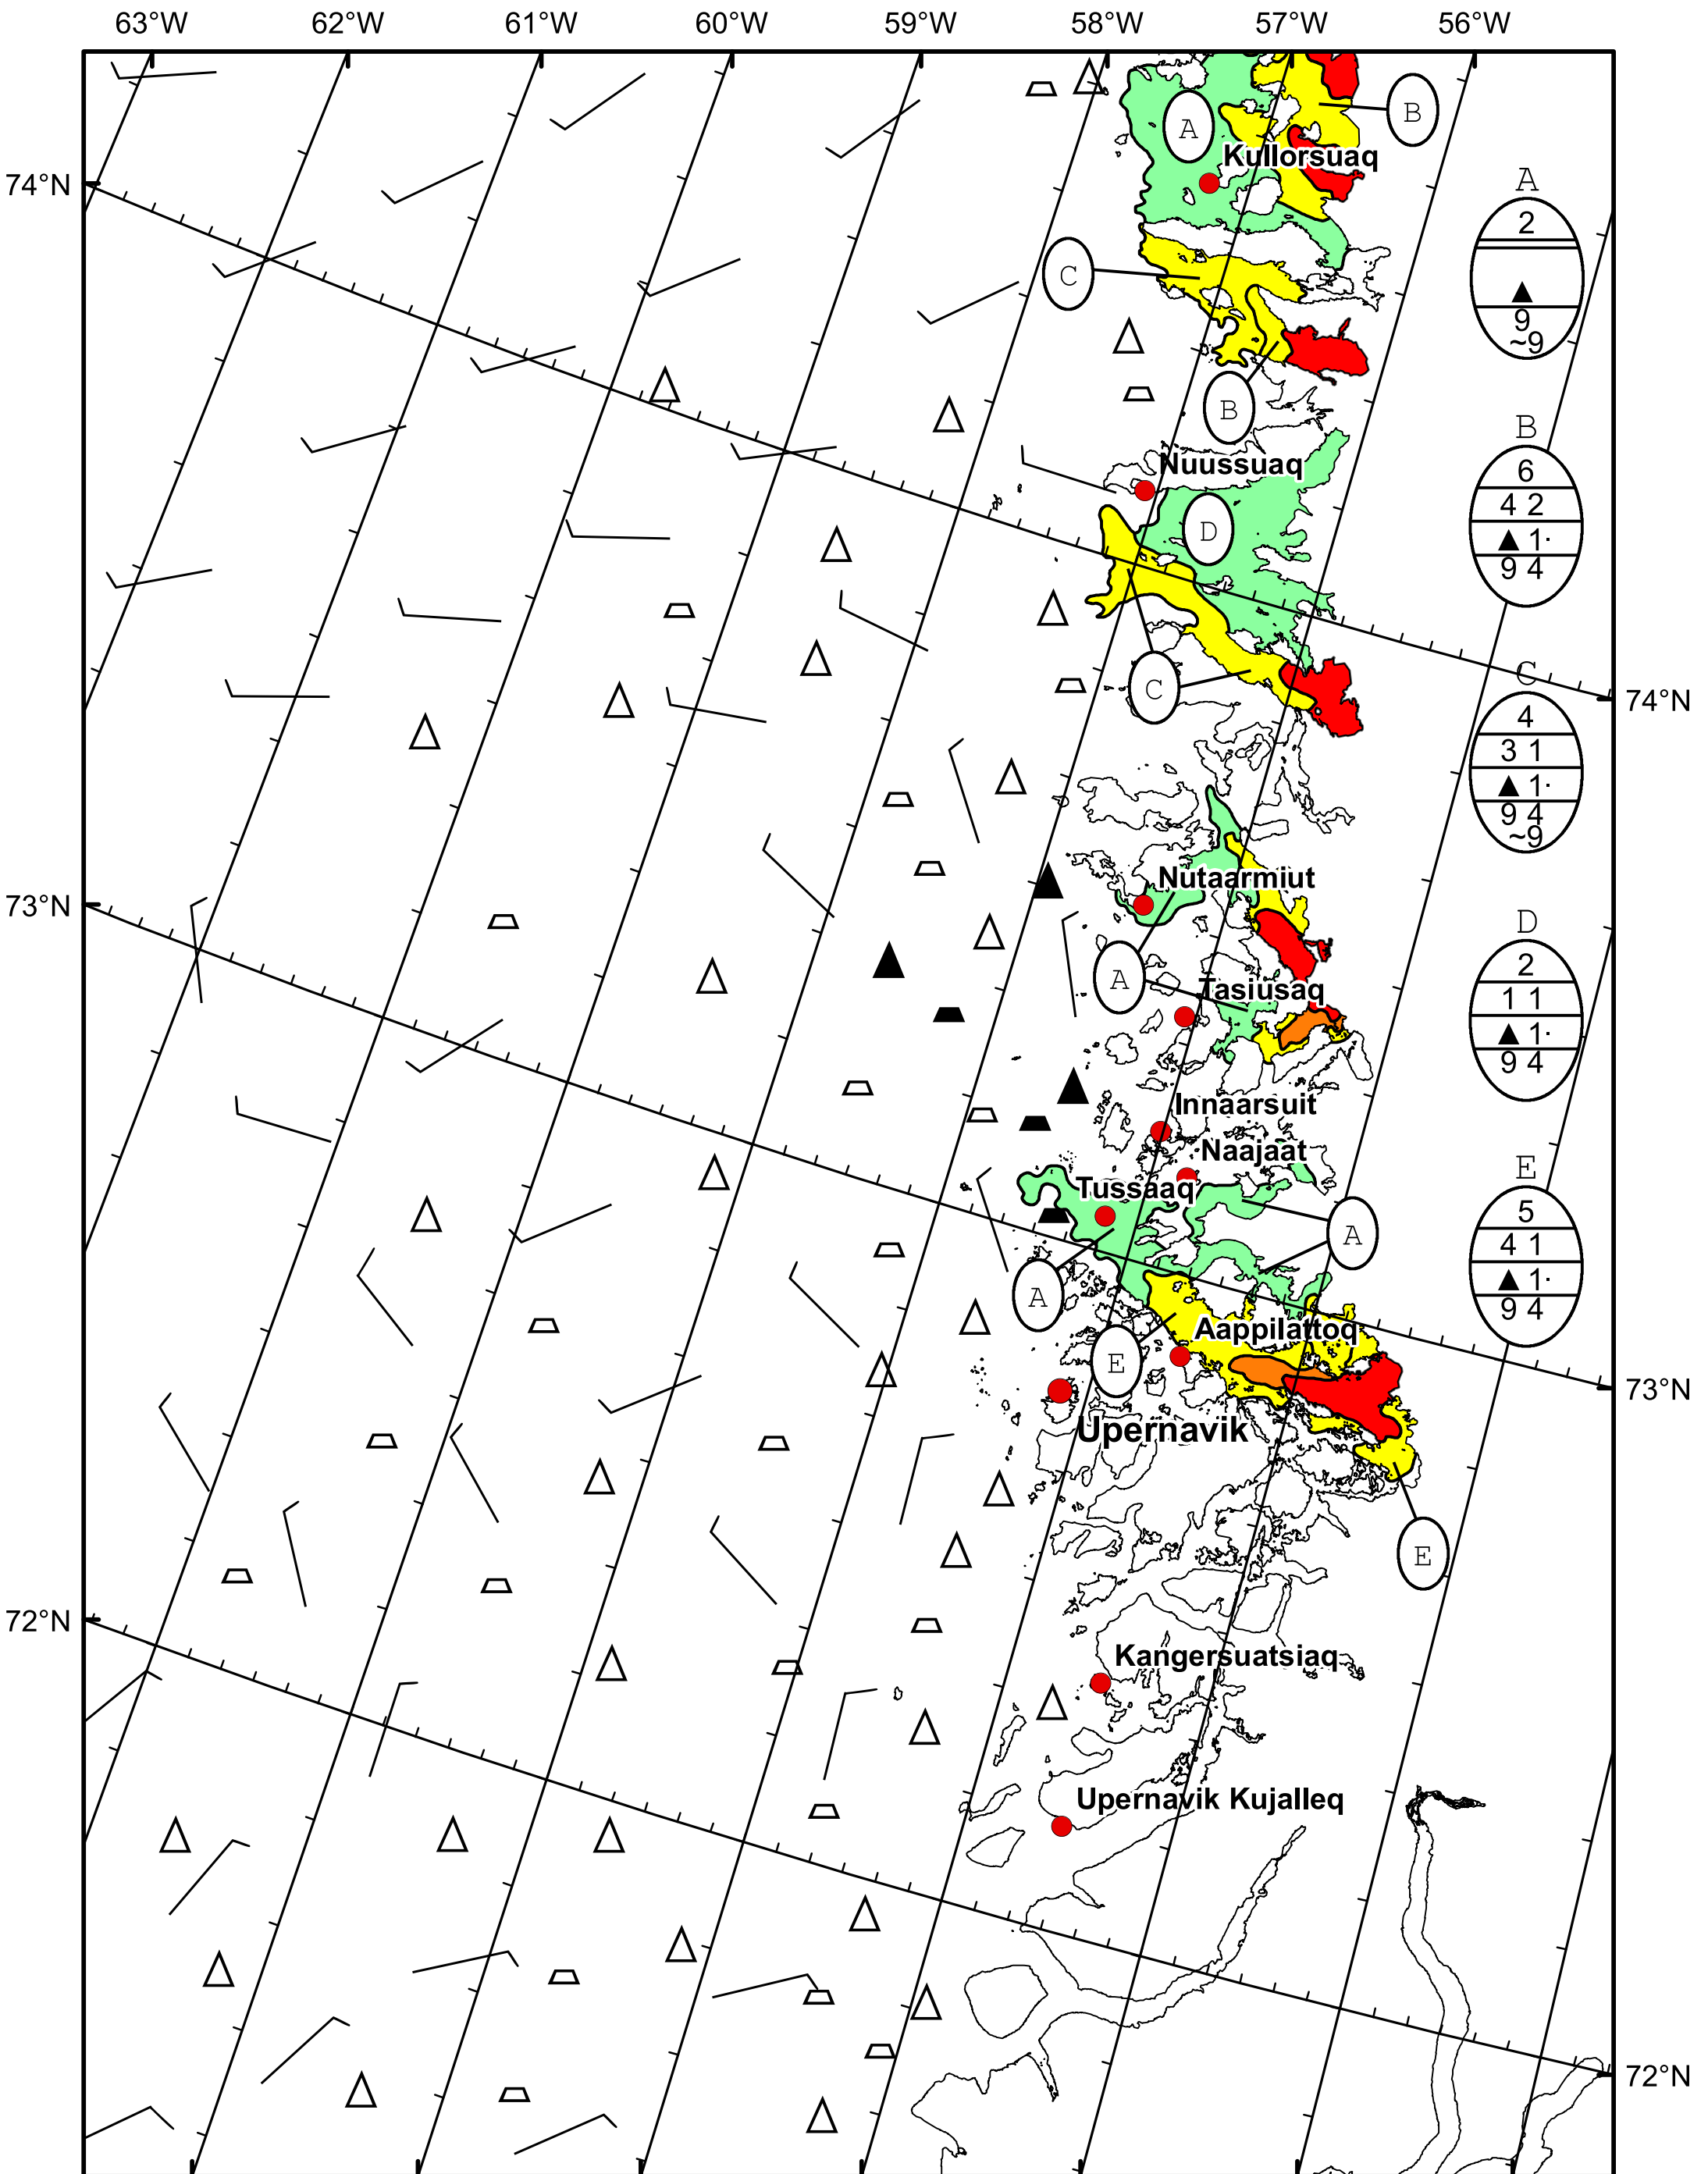 63°W 62°W 61°W 60°W 59°W 58°W 57°W 56°W
B
A
Kullorsuaq
74°N
A
2
▲
9
~9
C
B
B
6
4 2
▲ 1·
9 4
Nuussuaq
D
C
74°N
C
4
3 1
▲ 1·
9 4
~9
Nutaarmiut
73°N
A
Tasiusaq
D
2
1 1
▲ 1·
9 4
Innaarsuit
Naajaat
Tussaaq
A
A
E
5
4 1
▲ 1·
9 4
Aappilattoq
E
73°N
Upernavik
E
72°N
Kangersuatsiaq
Upernavik Kujalleq
72°N